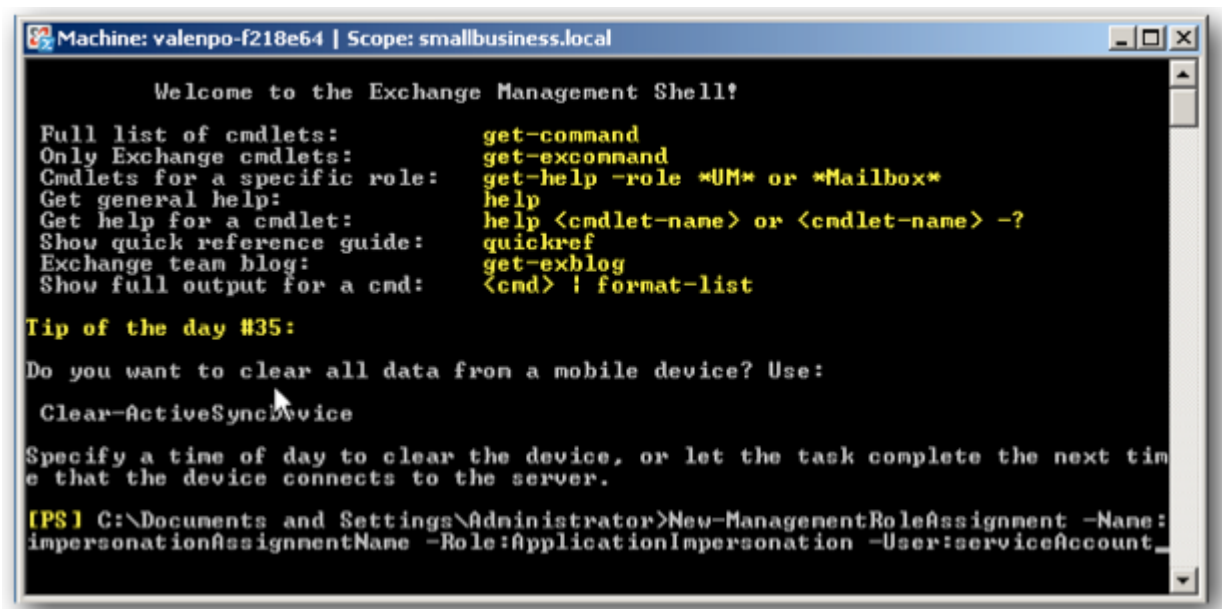 Machine: valenpo-f218e64 | Scope: smallbusiness.local
Welcome to the Exchange Management Shell!
Full list of cmdlets: get-command
Only Exchange cmdlets: get-excommand
Cmdlets for a specific role: get-help -role *UM* or *Mailbox*
Get general help: help
Get help for a cmdlet: help <cmdlet-name> or <cmdlet-name> -?
Show quick reference guide: quickref
Exchange team blog: get-exblog
Show full output for a cmd: <cmd> | format-list
Tip of the day #35:
Do you want to clear all data from a mobile device? Use:
Clear-ActiveSyncDevice
Specify a time of day to clear the device, or let the task complete the next tim
e that the device connects to the server.
[PS] C:\Documents and Settings\Administrator>New-ManagementRoleAssignment -Name:
impersonationAssignmentName -Role:ApplicationImpersonation -User:serviceAccount_